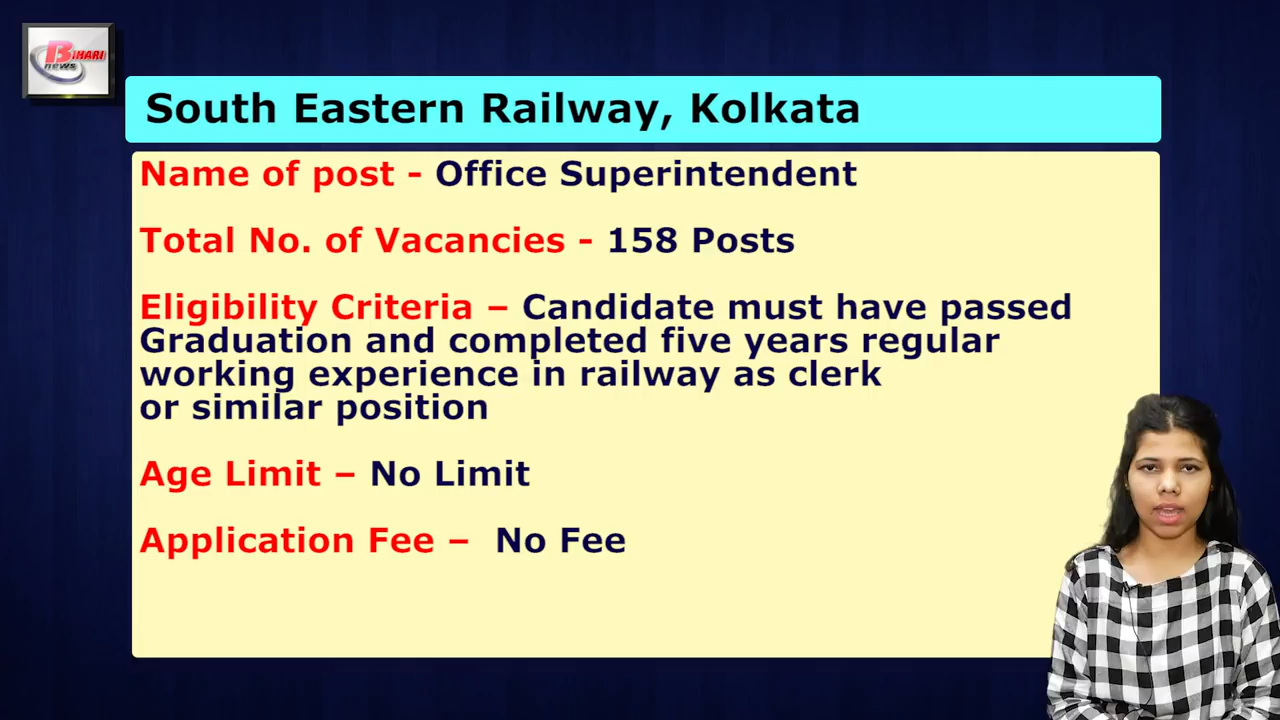 BIHARI
news
South Eastern Railway, Kolkata
Name of post - Office Superintendent
Total No. of Vacancies - 158 Posts
Eligibility Criteria – Candidate must have passed
Graduation and completed five years regular
working experience in railway as clerk
or similar position
Age Limit – No Limit
Application Fee – No Fee